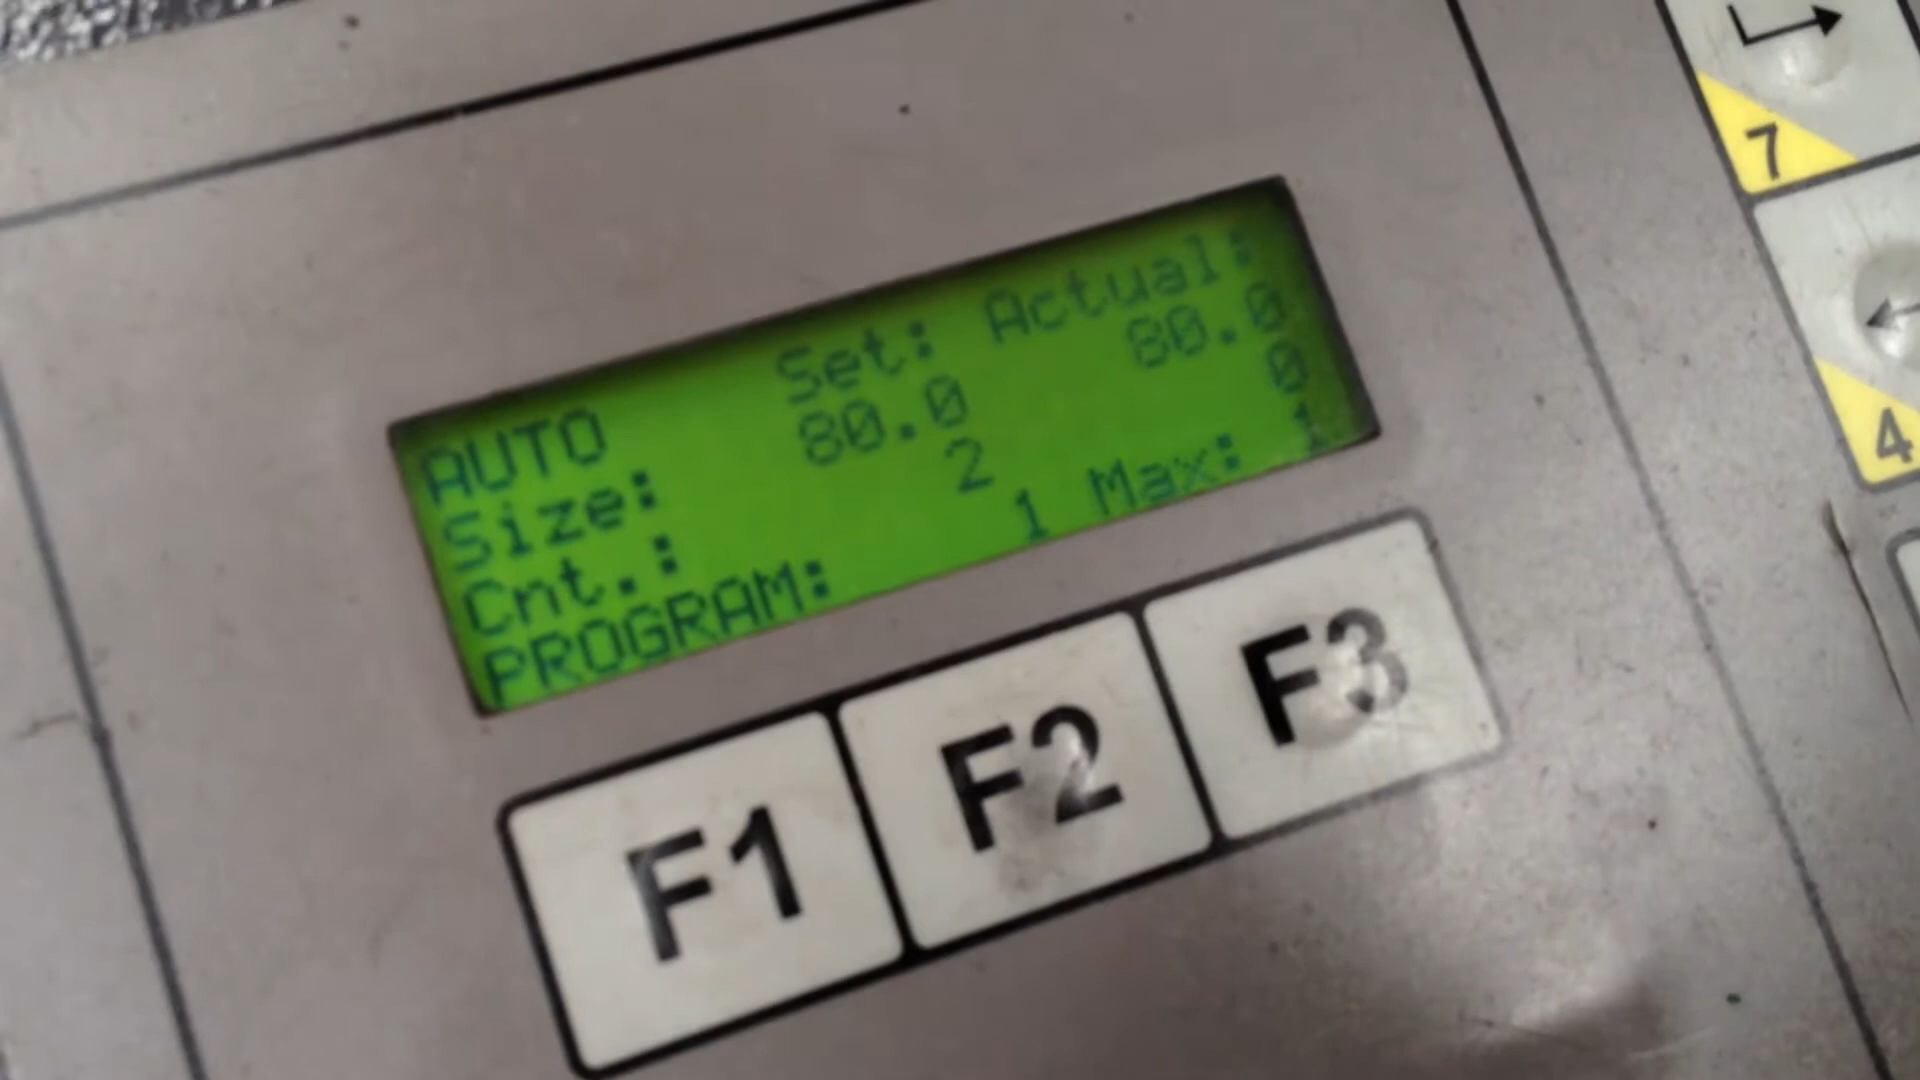 AUTO Set: Actual:
Size: 80.0 80.0
Cnt.: 2 0
PROGRAM: 1 Max: 1
F1 F2 F3
7
4